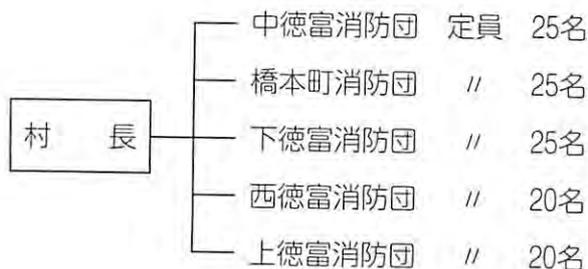 中徳富消防団 定員 25名
橋本町消防団 〃 25名
村 長
下徳富消防団 〃 25名
西徳富消防団 〃 20名
上徳富消防団 〃 20名